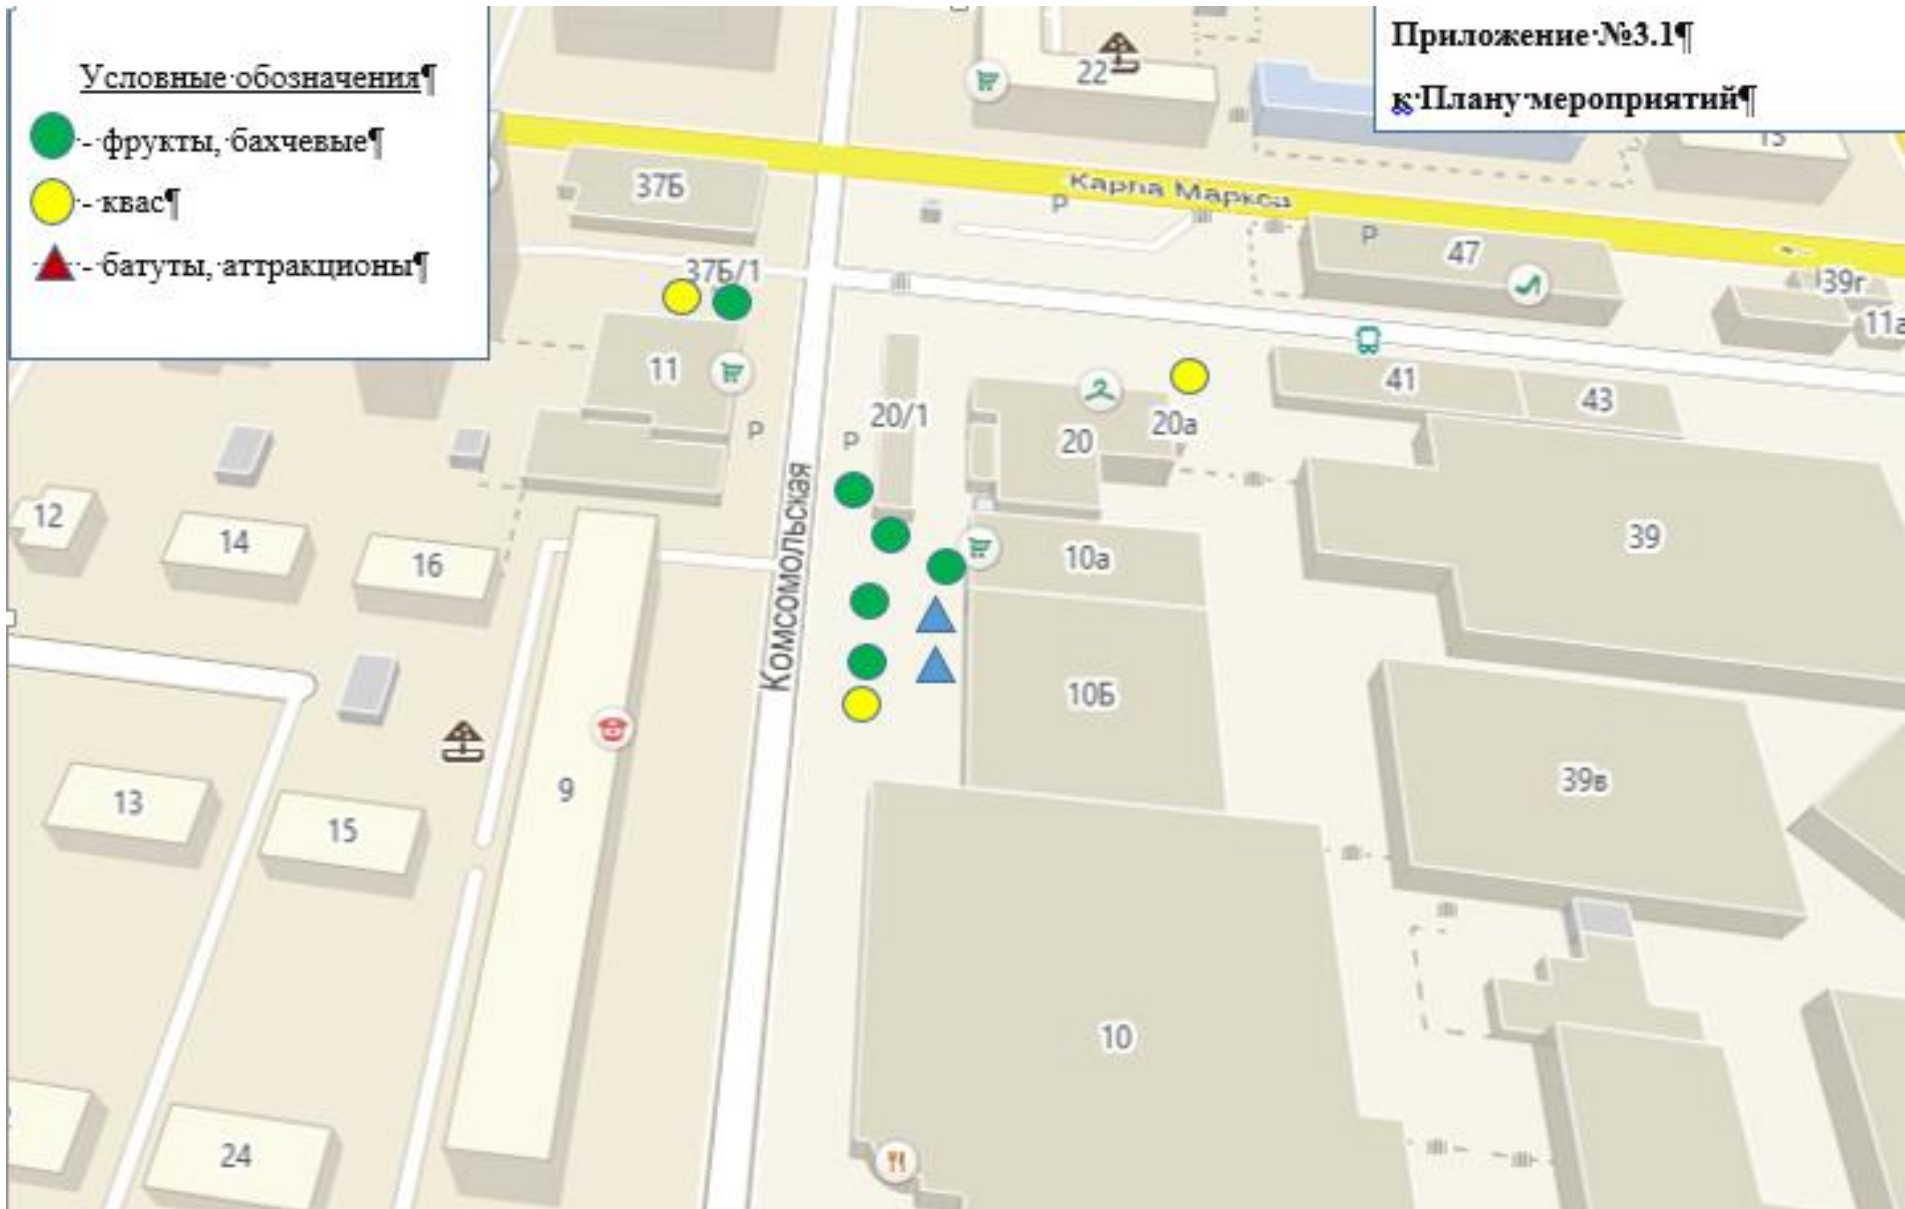 Условные·обозначения¶
- фрукты,·бахчевые¶
- квас¶
- батуты,·аттракционы¶
Приложение·№3.1¶
к·Плану·мероприятий¶
22
15
Карла Маркса
37Б
Р
Р
47
37Б/1
39г
11а
11
41
43
20/1
20
20а
Р
Р
Комсомольская
12
14
16
10а
39
10Б
9
13
15
39в
10
24